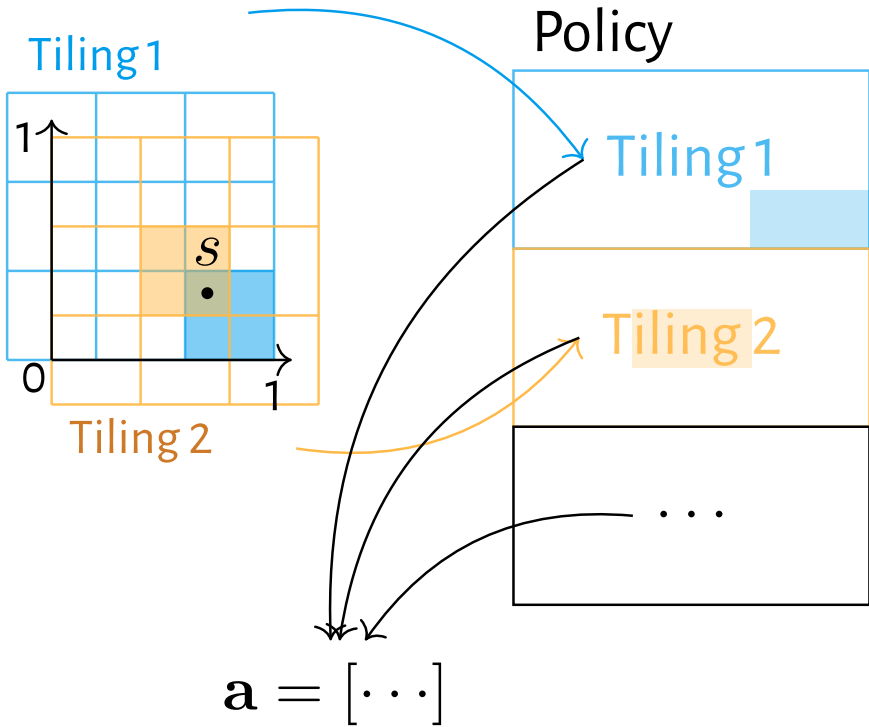 Policy
Tiling 1
1
Tiling 1
s
0
1
Tiling 2
Tiling 2
···
a = [···]